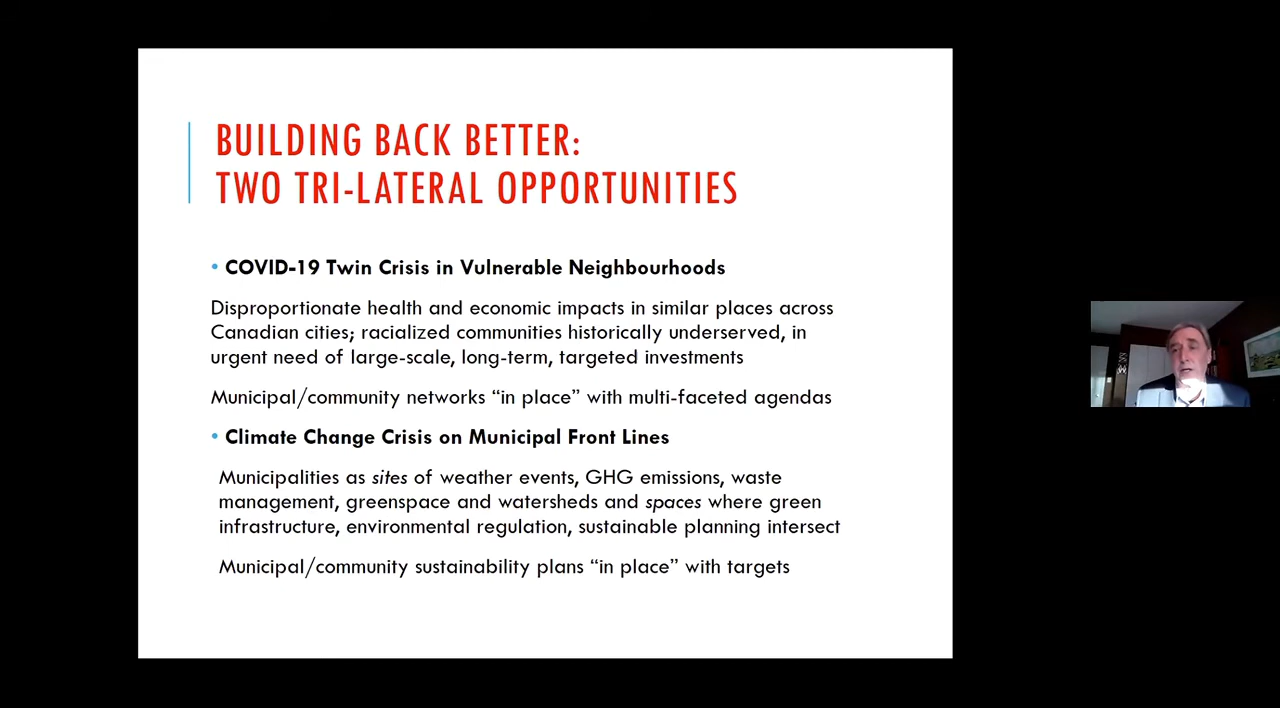 BUILDING BACK BETTER:
TWO TRI-LATERAL OPPORTUNITIES
• COVID-19 Twin Crisis in Vulnerable Neighbourhoods
Disproportionate health and economic impacts in similar places across
Canadian cities; racialized communities historically underserved, in
urgent need of large-scale, long-term, targeted investments
Municipal/community networks “in place” with multi-faceted agendas
• Climate Change Crisis on Municipal Front Lines
Municipalities as sites of weather events, GHG emissions, waste
management, greenspace and watersheds and spaces where green
infrastructure, environmental regulation, sustainable planning intersect
Municipal/community sustainability plans “in place” with targets